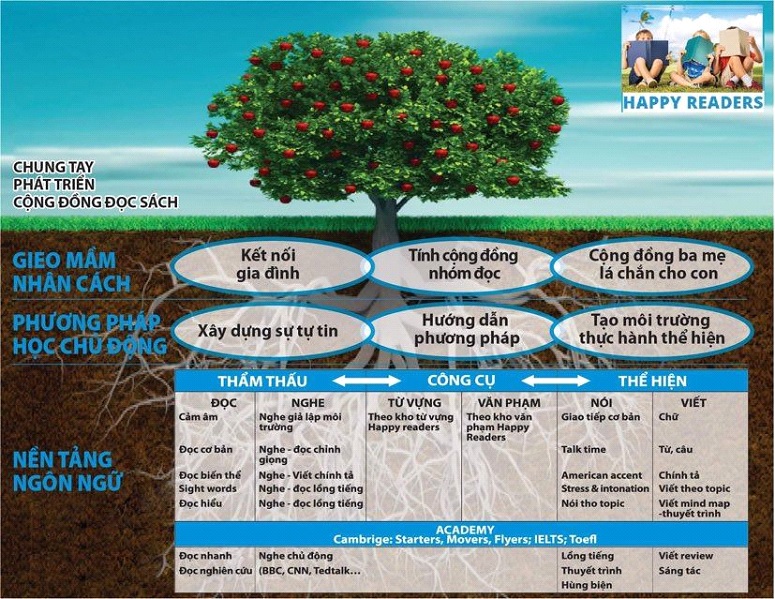 HAPPY READERS
CHUNG TAY
PHÁT TRIỂN
CỘNG ĐỒNG ĐỌC SÁCH
GIEO MẦM
NHÂN CÁCH
Kết nối
gia đình
Tính cộng đồng
nhóm đọc
Cộng đồng ba mẹ
lá chắn cho con
PHƯƠNG PHÁP
HỌC CHỦ ĐỘNG
Xây dựng sự tự tin
Hướng dẫn
phương pháp
Tạo môi trường
thực hành thể hiện
NỀN TẢNG
NGÔN NGỮ
THẨM THẤU CÔNG CỤ THỂ HIỆN
ĐỌC NGHE TỪ VỰNG VĂN PHẠM NÓI VIẾT
Cảm âm
Nghe giả lập môi
trường
Theo kho từ vựng
Happy readers
Theo kho văn
phạm Happy
Readers
Giao tiếp cơ bản
Chữ
Đọc cơ bản
Nghe - đọc chỉnh
giọng
Talk time
Từ, câu
Đọc biến thể
Nghe - Viết chính tả
American accent
Chính tả
Sight words
Nghe - đọc lồng tiếng
Stress & intonation
Viết theo topic
Đọc hiểu
Nghe - đọc lồng tiếng
Nói tho topic
Viết mind map
-thuyết trình
ACADEMY
Cambrige: Starters, Movers, Flyers; IELTS; Toefl
Đọc nhanh
Nghe chủ động
Lồng tiếng
Viết review
Đọc nghiên cứu
(BBC, CNN, Tedtalk...
Thuyết trình
Sáng tác
Hùng biện